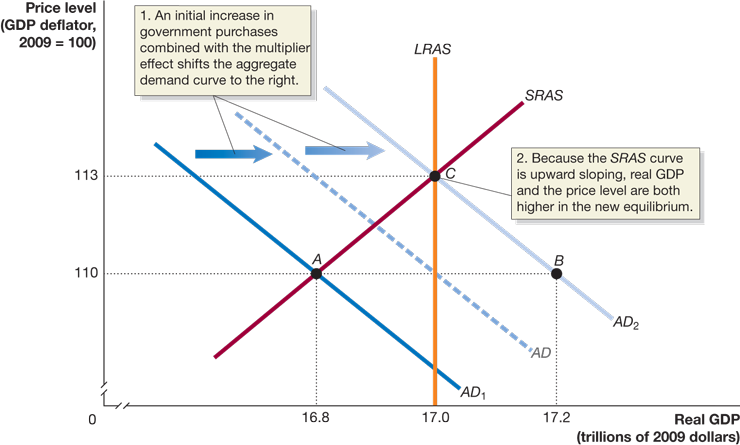 Price level
(GDP deflator,
2009 = 100)
1. An initial increase in
government purchases
combined with the multiplier
effect shifts the aggregate
demand curve to the right.
LRAS
SRAS
113
C
2. Because the SRAS curve
is upward sloping, real GDP
and the price level are both
higher in the new equilibrium.
110
A
B
AD2
AD
AD1
0
16.8
17.0
17.2
Real GDP
(trillions of 2009 dollars)